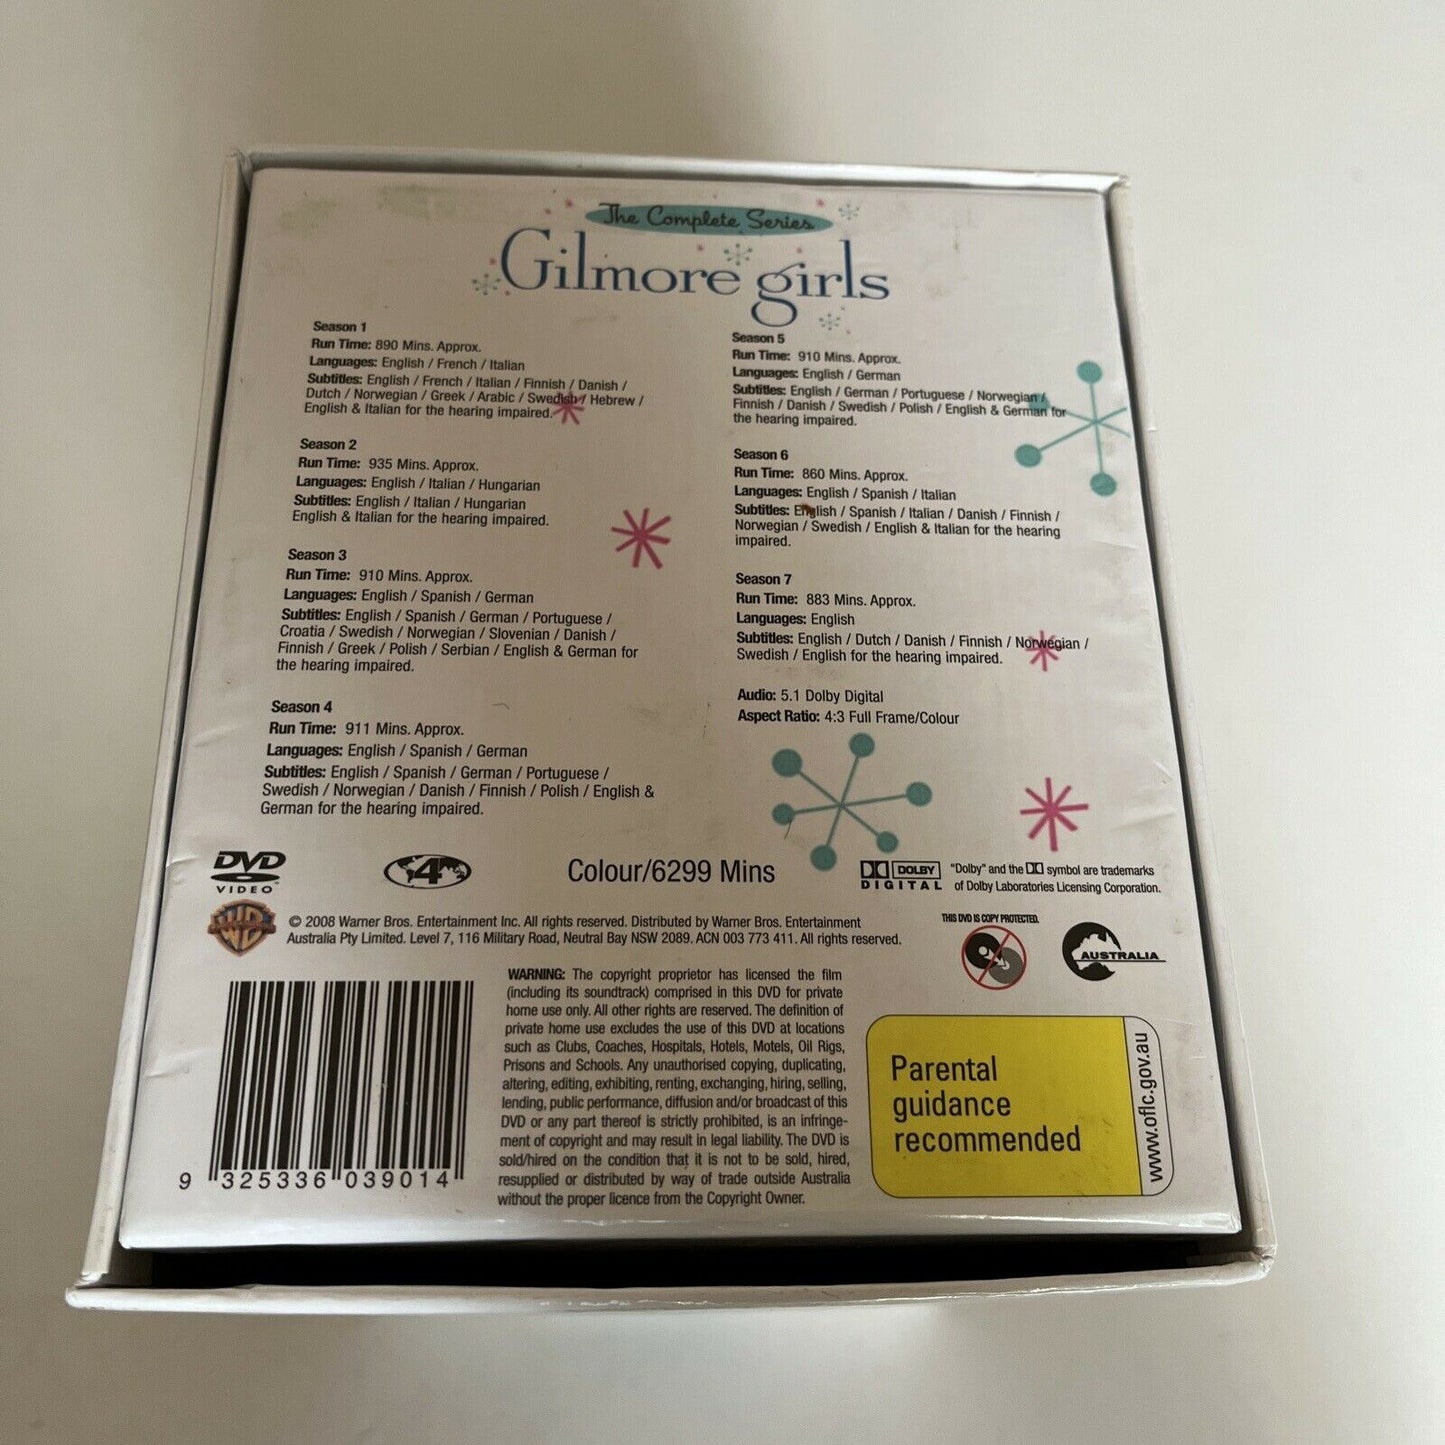 The Complete Series
Gilmore girls
Season 1
Run Time: 890 Mins. Approx.
Languages: English / French / Italian
Subtitles: English / French / Italian / Finnish / Danish /
Dutch / Norwegian / Greek / Arabic / Swedish / Hebrew /
English & Italian for the hearing impaired.
Season 2
Run Time: 935 Mins. Approx.
Languages: English / Italian / Hungarian
Subtitles: English / Italian / Hungarian
English & Italian for the hearing impaired.
Season 3
Run Time: 910 Mins. Approx.
Languages: English / Spanish / German
Subtitles: English / Spanish / German / Portuguese /
Croatia / Swedish / Norwegian / Slovenian / Danish /
Finnish / Greek / Polish / Serbian / English & German for
the hearing impaired.
Season 4
Run Time: 911 Mins. Approx.
Languages: English / Spanish / German
Subtitles: English / Spanish / German / Portuguese /
Swedish / Norwegian / Danish / Finnish / Polish / English &
German for the hearing impaired.
Season 5
Run Time: 910 Mins. Approx.
Languages: English / German
Subtitles: English / German / Portuguese / Norwegian /
Finnish / Danish / Swedish / Polish / English & German for
the hearing impaired.
Season 6
Run Time: 860 Mins. Approx.
Languages: English / Spanish / Italian
Subtitles: English / Spanish / Italian / Danish / Finnish /
Norwegian / Swedish / English & Italian for the hearing
impaired.
Season 7
Run Time: 883 Mins. Approx.
Languages: English
Subtitles: English / Dutch / Danish / Finnish / Norwegian /
Swedish / English for the hearing impaired.
Audio: 5.1 Dolby Digital
Aspect Ratio: 4:3 Full Frame/Colour
DVD
VIDEO
4
Colour/6299 Mins
DOLBY
DIGITAL
"Dolby" and the symbol are trademarks
of Dolby Laboratories Licensing Corporation.
WB
© 2008 Warner Bros. Entertainment Inc. All rights reserved. Distributed by Warner Bros. Entertainment
Australia Pty Limited. Level 7, 116 Military Road, Neutral Bay NSW 2089. ACN 003 773 411. All rights reserved.
THIS DVD IS COPY PROTECTED.
AUSTRALIA
WARNING: The copyright proprietor has licensed the film
(including its soundtrack) comprised in this DVD for private
home use only. All other rights are reserved. The definition of
private home use excludes the use of this DVD at locations
such as Clubs, Coaches, Hospitals, Hotels, Motels, Oil Rigs,
Prisons and Schools. Any unauthorised copying, duplicating,
altering, editing, exhibiting, renting, exchanging, hiring, selling,
lending, public performance, diffusion and/or broadcast of this
DVD or any part thereof is strictly prohibited, is an infringe-
ment of copyright and may result in legal liability. The DVD is
sold/hired on the condition that it is not to be sold, hired,
resupplied or distributed by way of trade outside Australia
without the proper licence from the Copyright Owner.
9 325336 039014
Parental
guidance
recommended
www.oflc.gov.au